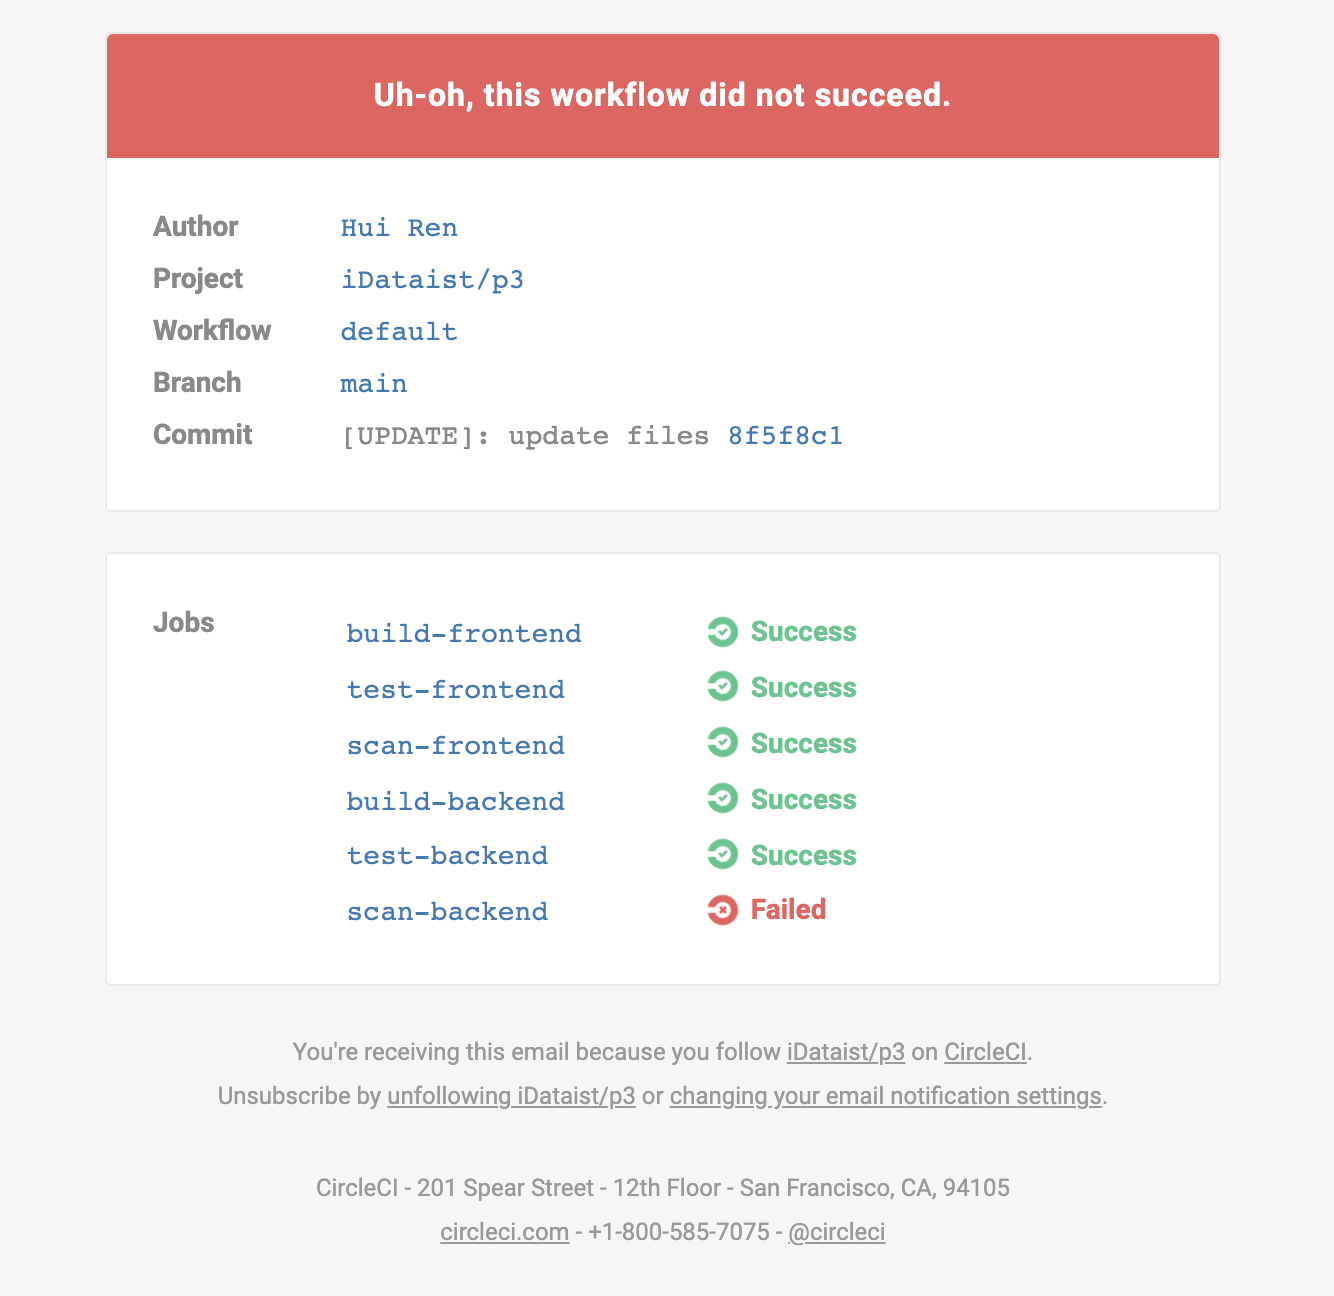 Uh-oh, this workflow did not succeed.
Author Hui Ren
Project iDataist/p3
Workflow default
Branch main
Commit [UPDATE]: update files 8f5f8c1
Jobs build-frontend Success
test-frontend Success
scan-frontend Success
build-backend Success
test-backend Success
scan-backend Failed
You're receiving this email because you follow iDataist/p3 on CircleCI.
Unsubscribe by unfollowing iDataist/p3 or changing your email notification settings.
CircleCI - 201 Spear Street - 12th Floor - San Francisco, CA, 94105
circleci.com - +1-800-585-7075 - @circleci